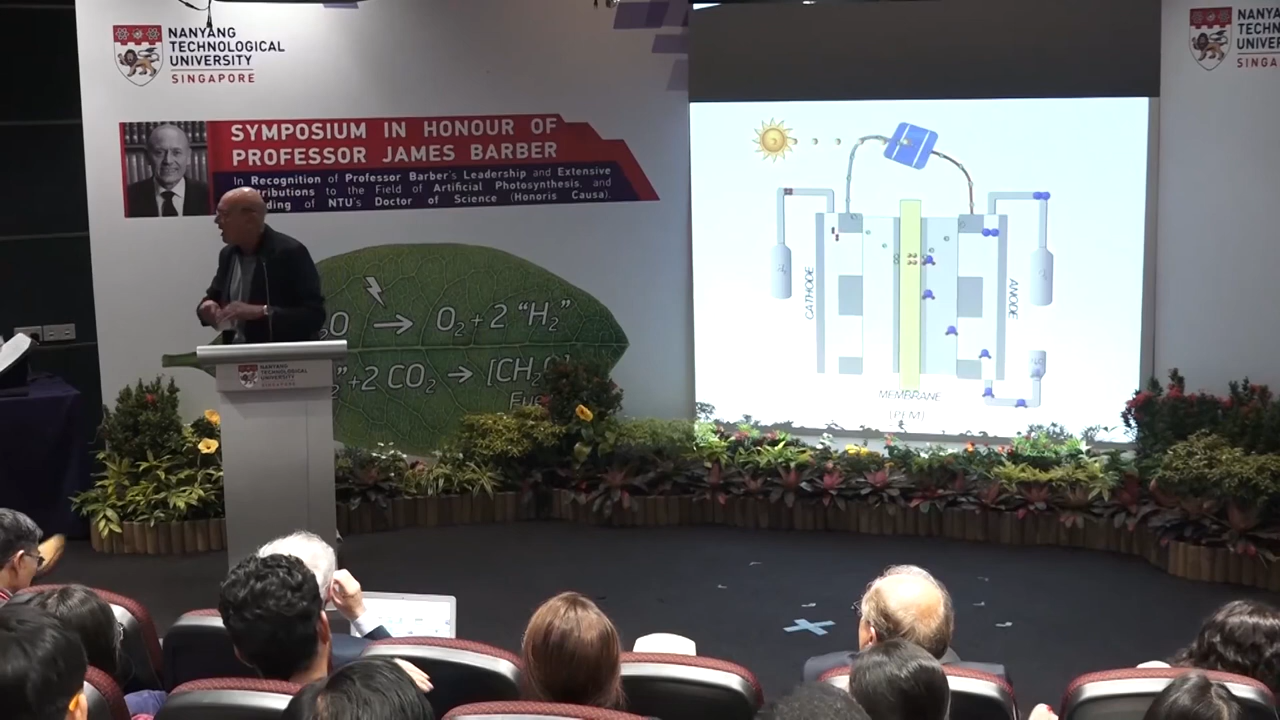 NANYANG
TECHNOLOGICAL
UNIVERSITY
SINGAPORE
SYMPOSIUM IN HONOUR OF
PROFESSOR JAMES BARBER
In Recognition of Professor Barber's Leadership and Extensive
to the Field of Artificial Photosynthesis, and
of NTU's Doctor of Science (Honoris Causa).
O → O₂ + 2 "H₂"
"+2 CO₂ → [CH₂
NANYANG
TECHNOLOGICAL
UNIVERSITY
SINGAPORE
CATHODE
ANODE
MEMBRANE
(PEM)